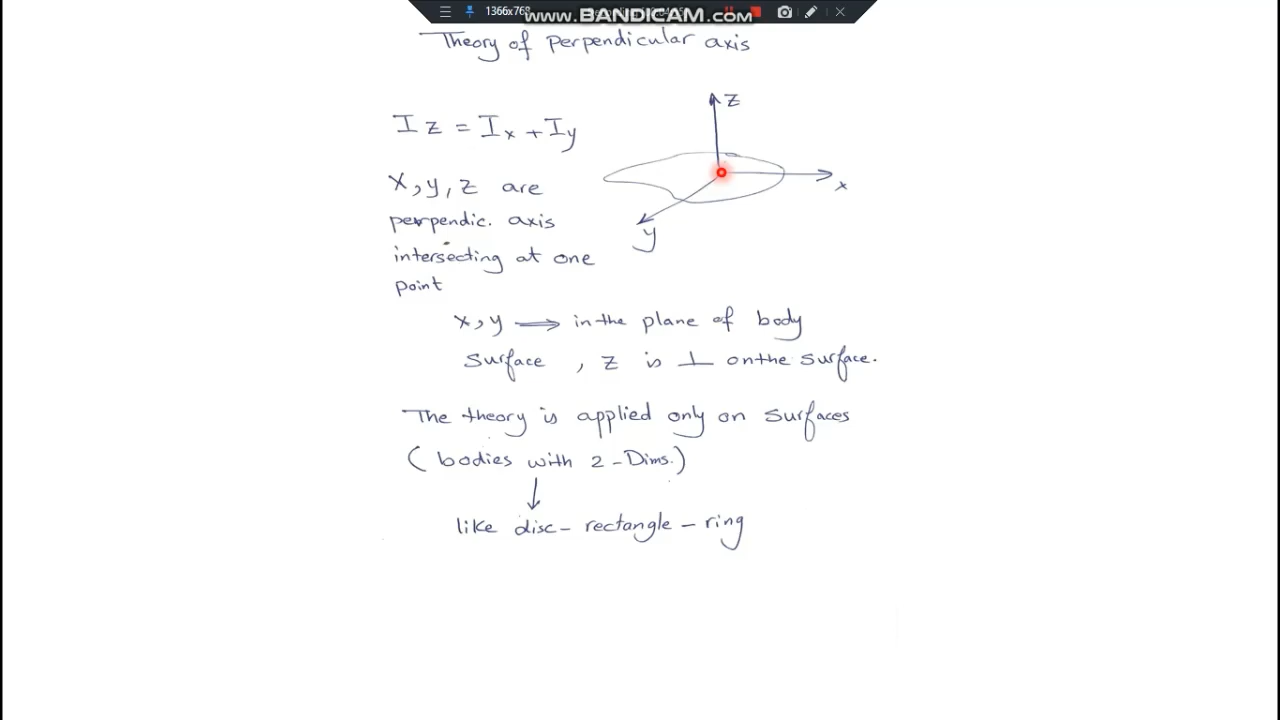 1366x768
www.BANDICAM.com
Theory of perpendicular axis
Iz = Ix + Iy
x, y, z are
perpendic. axis
intersecting at one
point
z
x
y
x, y ⟹ in the plane of body
surface, z is ⊥ on the surface.
The theory is applied only on surfaces
(bodies with 2-Dims.)
↓
like disc - rectangle - ring